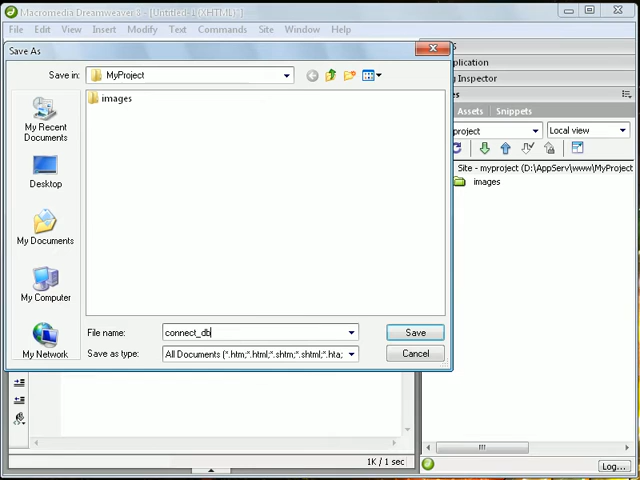 Macromedia Dreamweaver 8 - [Untitled-1 (XHTML)*]
File Edit View Insert Modify Text Commands Site Window Help
Save As
Save in: MyProject
images
My Recent
Documents
Desktop
My Documents
My Computer
My Network
File name: connect_db
Save
Save as type: All Documents (*.htm;*.html;*.shtm;*.shtml;*.hta;
Cancel
Assets Snippets
Local view
Site - myproject (D:\AppServ\www\MyProject
images
1K / 1 sec
Log...